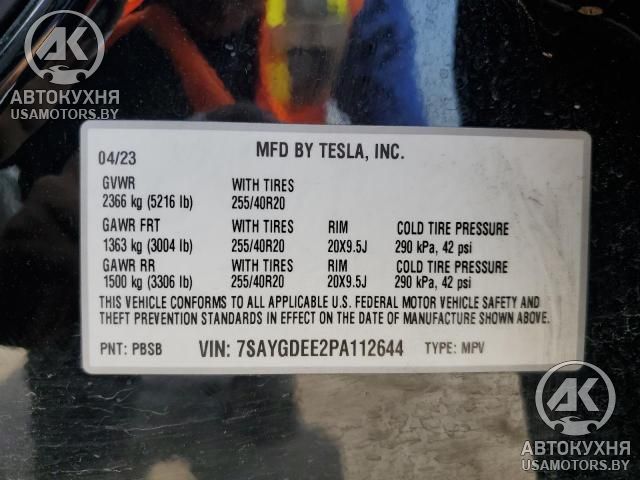 АК
АВТОКУХНЯ
USAMOTORS.BY
MFD BY TESLA, INC.
04/23
GVWR WITH TIRES
2366 kg (5216 lb) 255/40R20
GAWR FRT WITH TIRES RIM COLD TIRE PRESSURE
1363 kg (3004 lb) 255/40R20 20X9.5J 290 kPa, 42 psi
GAWR RR WITH TIRES RIM COLD TIRE PRESSURE
1500 kg (3306 lb) 255/40R20 20X9.5J 290 kPa, 42 psi
THIS VEHICLE CONFORMS TO ALL APPLICABLE U.S. FEDERAL MOTOR VEHICLE SAFETY AND
THEFT PREVENTION STANDARDS IN EFFECT ON THE DATE OF MANUFACTURE SHOWN ABOVE.
PNT: PBSB VIN: 7SAYGDEE2PA112644 TYPE: MPV
АК
АВТОКУХНЯ
USAMOTORS.BY